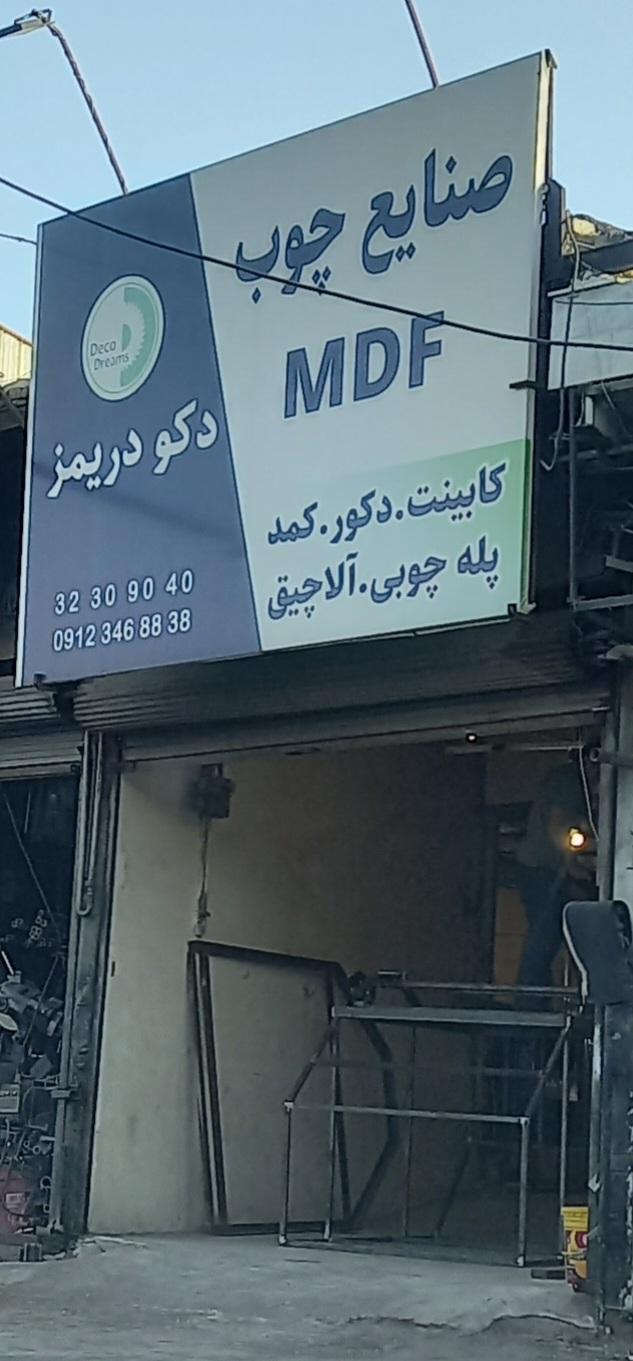 صنایع چوب
MDF
کابینت.دکور.کمد
پله چوبی.آلاچیق
Deco
Dreams
دکو دریمز
32 30 90 40
0912 346 88 38